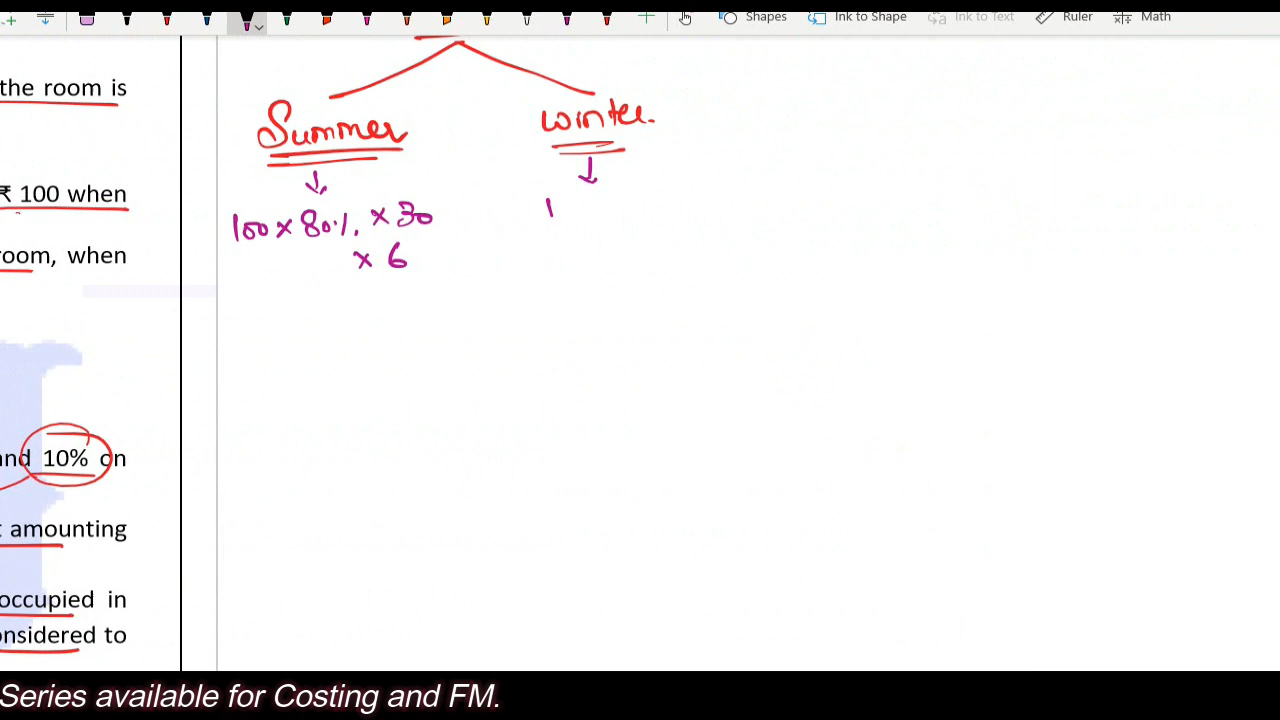 Shapes Ink to Shape Ink to Text Ruler Math
the room is
Summer winter.
₹ 100 when
100 × 80%. × 30
× 6
room, when
and 10% on
t amounting
occupied in
onsidered to
Series available for Costing and FM.